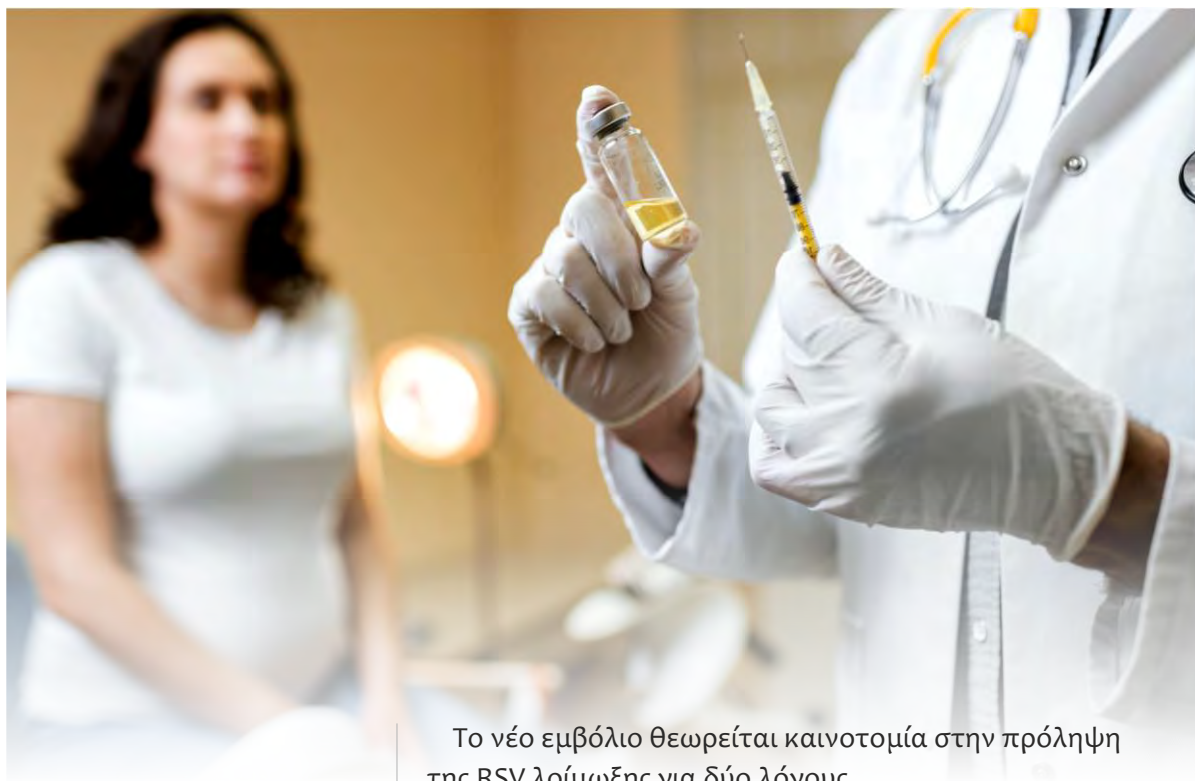 Το νέο εμβόλιο θεωρείται καινοτομία στην πρόληψη
της RSV λοίμωξης για δύο λόγους.